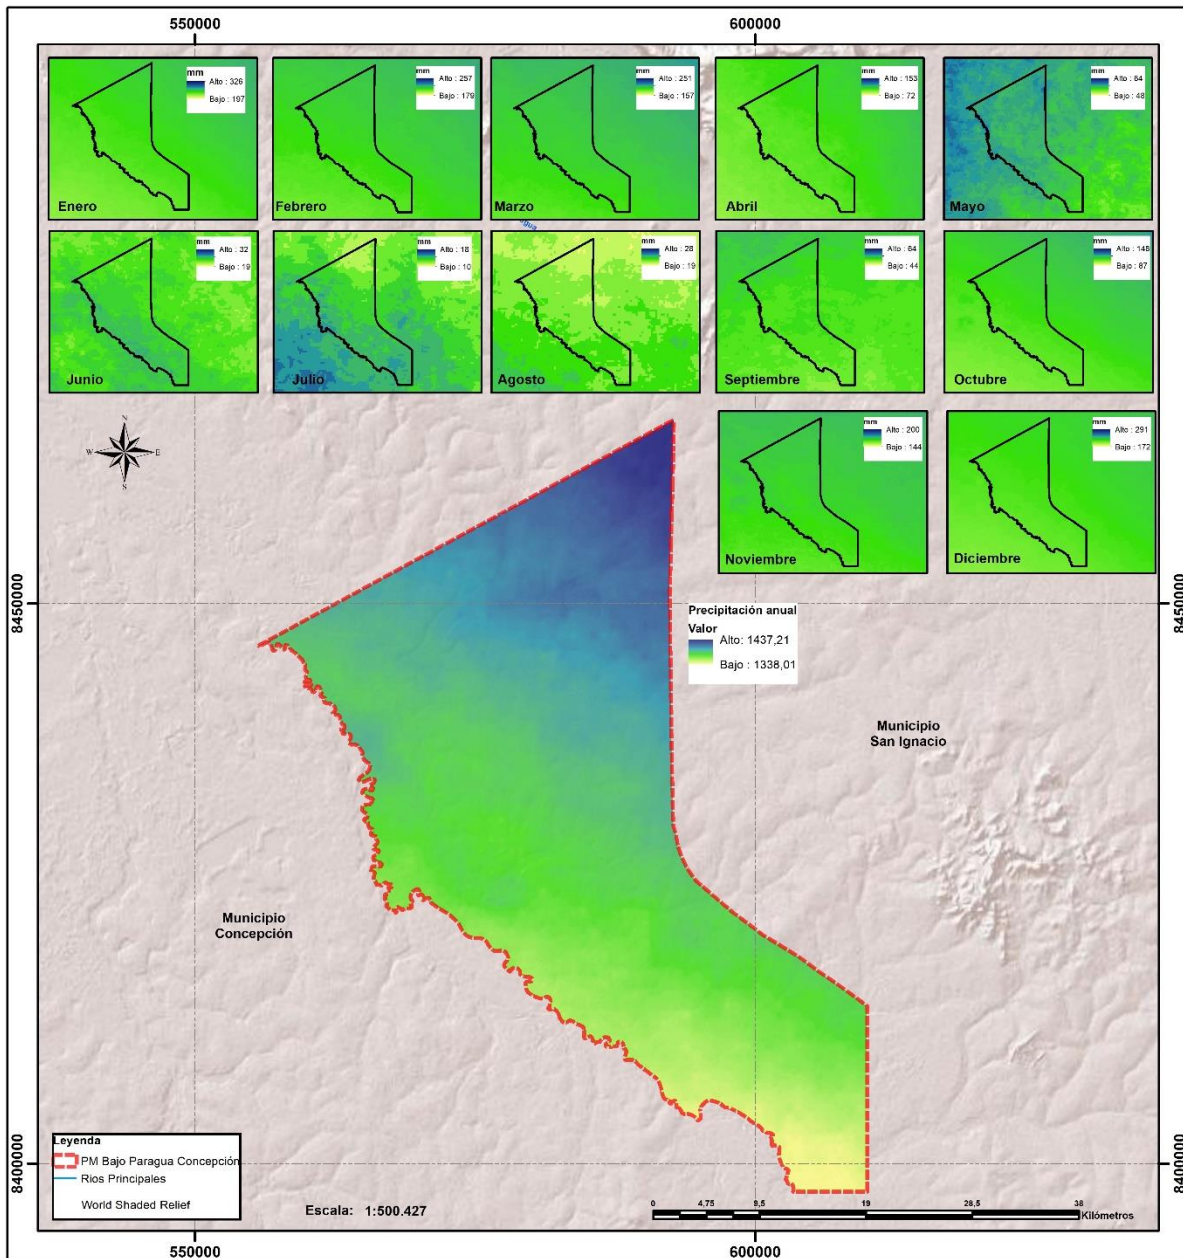 550000
600000
mm
Alto : 326
Bajo : 197
Enero
mm
Alto : 257
Bajo : 179
Febrero
mm
Alto : 251
Bajo : 157
Marzo
mm
Alto : 153
Bajo : 72
Abril
mm
Alto : 64
Bajo : 48
Mayo
agua
mm
Alto : 32
Bajo : 19
Junio
mm
Alto : 18
Bajo : 10
Julio
mm
Alto : 28
Bajo : 19
Agosto
mm
Alto : 64
Bajo : 44
Septiembre
mm
Alto : 148
Bajo : 87
Octubre
mm
Alto : 200
Bajo : 144
Noviembre
mm
Alto : 291
Bajo : 172
Diciembre
N
W
E
S
8450000
8450000
Precipitación anual
Valor
Alto: 1437,21
Bajo : 1338,01
Municipio
San Ignacio
Municipio
Concepción
8400000
8400000
Leyenda
PM Bajo Paragua Concepción
Rios Principales
World Shaded Relief
Escala: 1:500.427
0 4,75 9,5 19 28,5 38
Kilómetros
550000
600000